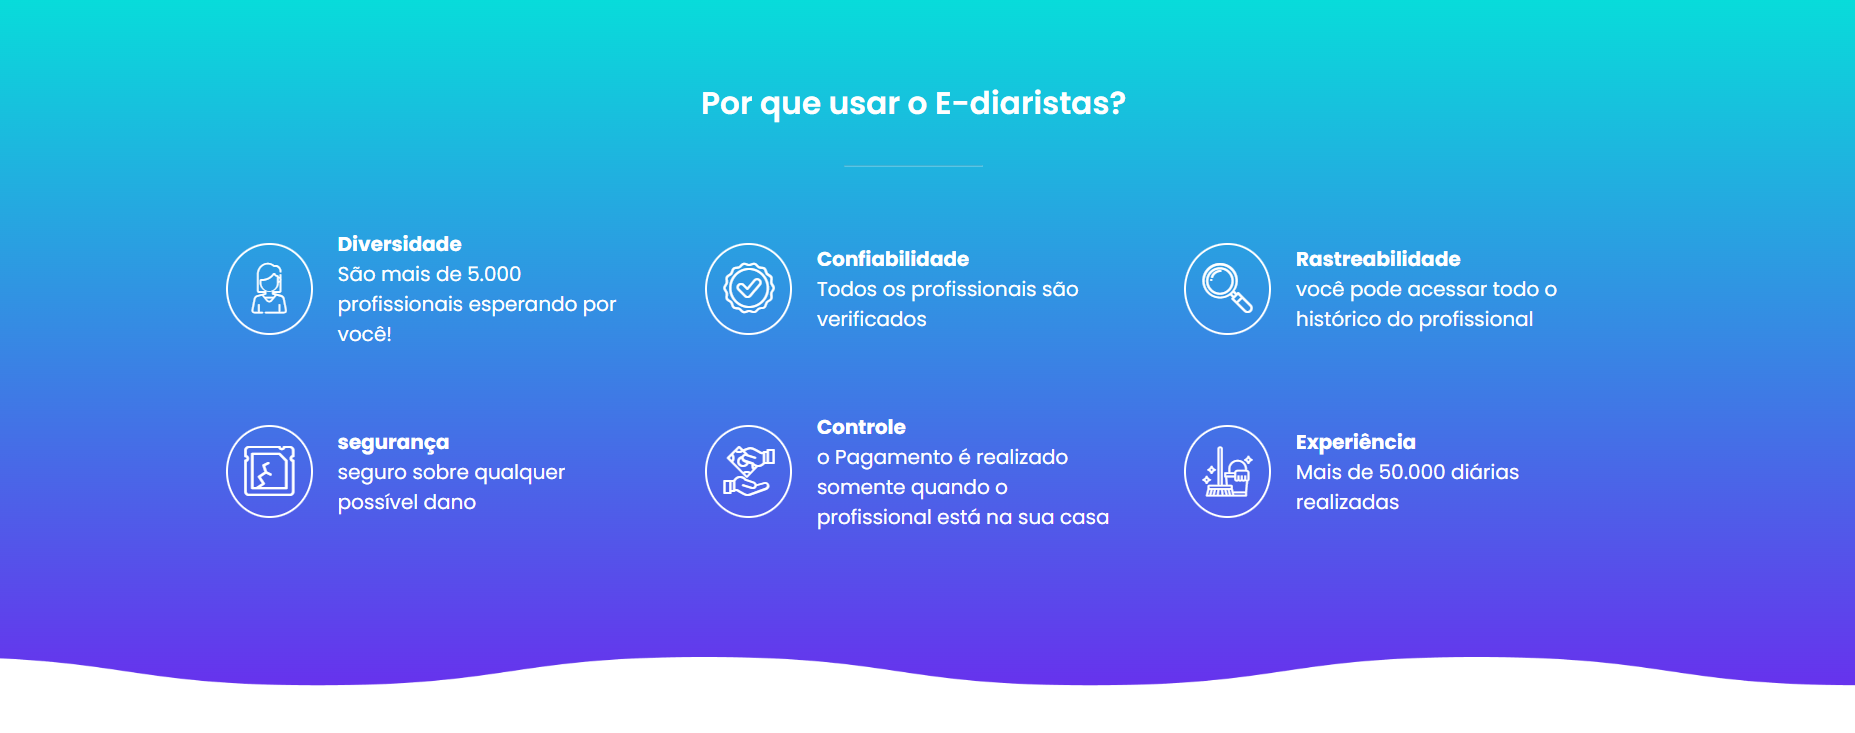 Por que usar o E-diaristas?
Diversidade
São mais de 5.000
profissionais esperando por
você!
Confiabilidade
Todos os profissionais são
verificados
Rastreabilidade
você pode acessar todo o
histórico do profissional
segurança
seguro sobre qualquer
possível dano
Controle
o Pagamento é realizado
somente quando o
profissional está na sua casa
Experiência
Mais de 50.000 diárias
realizadas